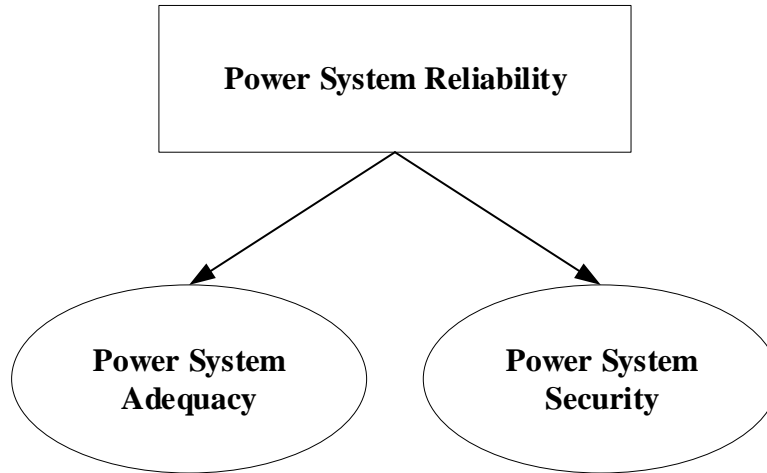 Power System Reliability
Power System
Adequacy
Power System
Security